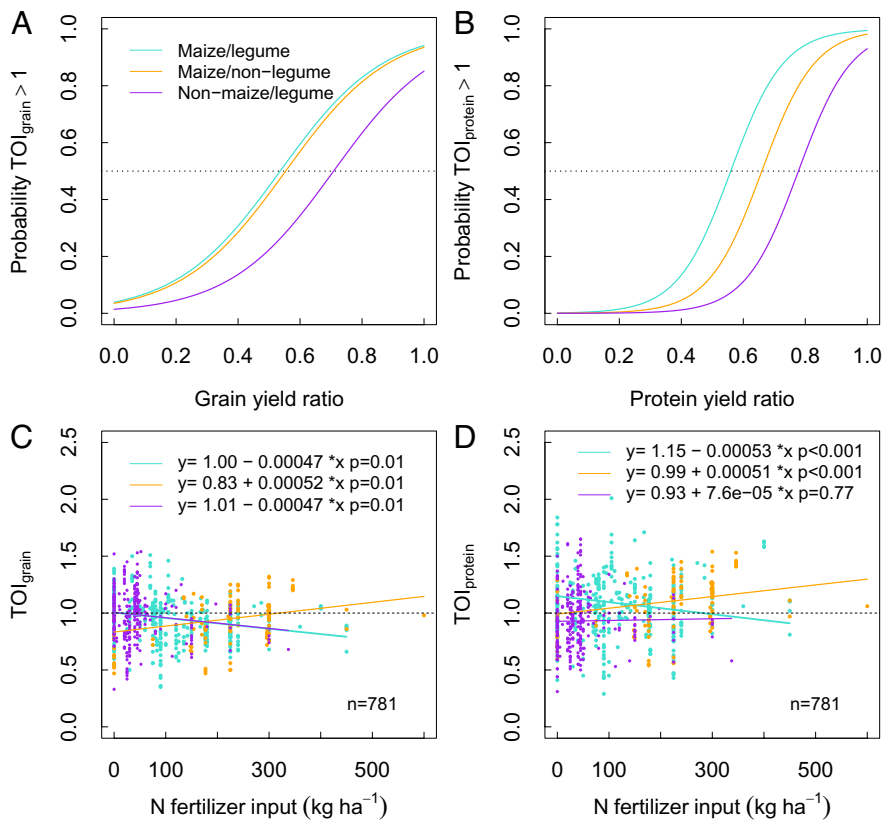 A
Probability TOIgrain > 1
1.0
0.8
0.6
0.4
0.2
0.0
Maize/legume
Maize/non−legume
Non−maize/legume
0.0 0.2 0.4 0.6 0.8 1.0
Grain yield ratio
B
Probability TOIprotein > 1
1.0
0.8
0.6
0.4
0.2
0.0
0.0 0.2 0.4 0.6 0.8 1.0
Protein yield ratio
C
TOIgrain
2.5
2.0
1.5
1.0
0.5
0.0
y= 1.00 − 0.00047 *x p=0.01
y= 0.83 + 0.00052 *x p=0.01
y= 1.01 − 0.00047 *x p=0.01
n=781
0 100 300 500
N fertilizer input (kg ha⁻¹)
D
TOIprotein
2.5
2.0
1.5
1.0
0.5
0.0
y= 1.15 − 0.00053 *x p<0.001
y= 0.99 + 0.00051 *x p<0.001
y= 0.93 + 7.6e−05 *x p=0.77
n=781
0 100 300 500
N fertilizer input (kg ha⁻¹)